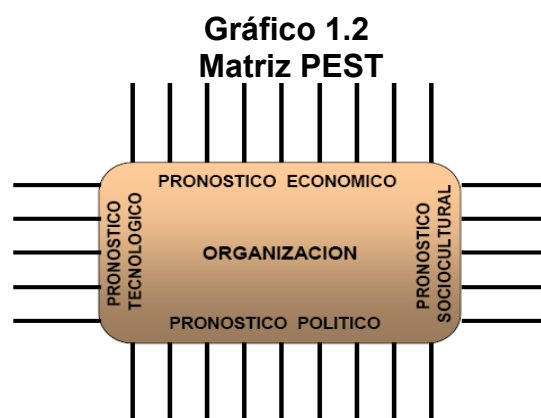 Gráfico 1.2
Matriz PEST
PRONOSTICO ECONOMICO
PRONOSTICO
TECNOLOGICO
ORGANIZACION
PRONOSTICO
SOCIOCULTURAL
PRONOSTICO POLITICO